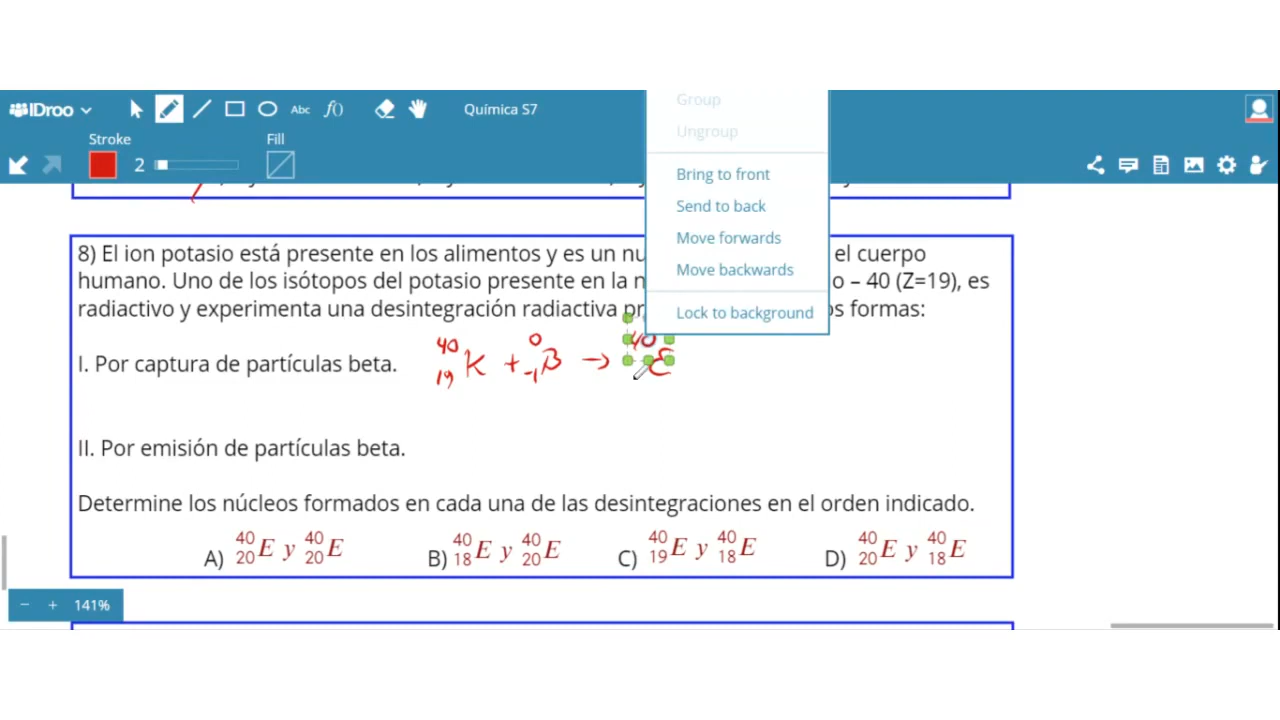 IDroo
Abc
f()
Química S7
Stroke
2
Fill
Group
Ungroup
Bring to front
Send to back
Move forwards
Move backwards
Lock to background
8) El ion potasio está presente en los alimentos y es un nu el cuerpo
humano. Uno de los isótopos del potasio presente en la n o – 40 (Z=19), es
radiactivo y experimenta una desintegración radiactiva pr os formas:
I. Por captura de partículas beta. ⁴⁰₁₉K + ⁰₋₁β → ⁴⁰E
II. Por emisión de partículas beta.
Determine los núcleos formados en cada una de las desintegraciones en el orden indicado.
A) ⁴⁰₂₀E y ⁴⁰₂₀E B) ⁴⁰₁₈E y ⁴⁰₂₀E C) ⁴⁰₁₉E y ⁴⁰₁₈E D) ⁴⁰₂₀E y ⁴⁰₁₈E
− + 141%